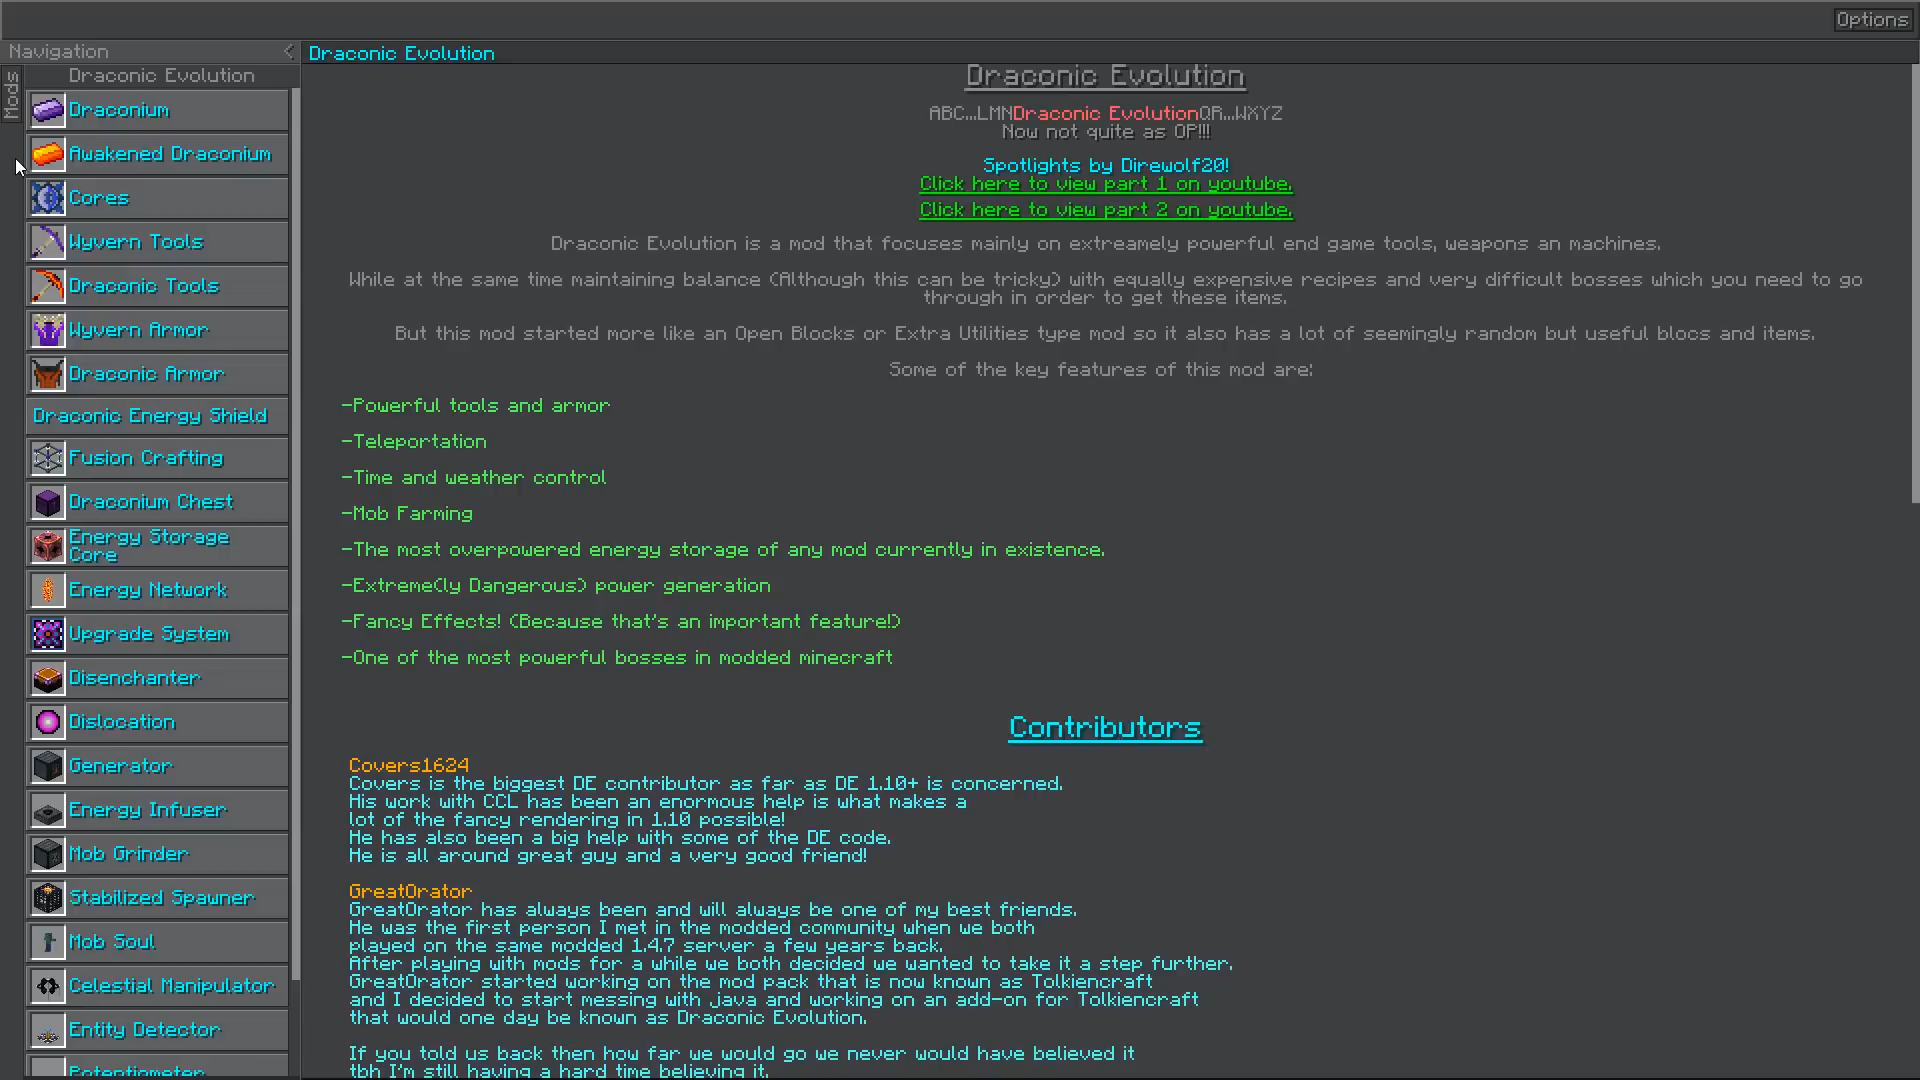 Options
Navigation
<
Mods
Draconic Evolution
Draconium
Awakened Draconium
Cores
Wyvern Tools
Draconic Tools
Wyvern Armor
Draconic Armor
Draconic Energy Shield
Fusion Crafting
Draconium Chest
Energy Storage
Core
Energy Network
Upgrade System
Disenchanter
Dislocation
Generator
Energy Infuser
Mob Grinder
Stabilized Spawner
Mob Soul
Celestial Manipulator
Entity Detector
Potentiometer
Draconic Evolution
Draconic Evolution
ABC...LMNDraconic EvolutionQR...WXYZ
Now not quite as OP!!!
Spotlights by Direwolf20!
Click here to view part 1 on youtube.
Click here to view part 2 on youtube.
Draconic Evolution is a mod that focuses mainly on extreamely powerful end game tools, weapons an machines.
While at the same time maintaining balance (Although this can be tricky) with equally expensive recipes and very difficult bosses which you need to go
through in order to get these items.
But this mod started more like an Open Blocks or Extra Utilities type mod so it also has a lot of seemingly random but useful blocs and items.
Some of the key features of this mod are:
-Powerful tools and armor
-Teleportation
-Time and weather control
-Mob Farming
-The most overpowered energy storage of any mod currently in existence.
-Extreme(ly Dangerous) power generation
-Fancy Effects! (Because that's an important feature!)
-One of the most powerful bosses in modded minecraft
Contributors
Covers1624
Covers is the biggest DE contributor as far as DE 1.10+ is concerned.
His work with CCL has been an enormous help is what makes a
lot of the fancy rendering in 1.10 possible!
He has also been a big help with some of the DE code.
He is all around great guy and a very good friend!
GreatOrator
GreatOrator has always been and will always be one of my best friends.
He was the first person I met in the modded community when we both
played on the same modded 1.4.7 server a few years back.
After playing with mods for a while we both decided we wanted to take it a step further.
GreatOrator started working on the mod pack that is now known as Tolkiencraft
and I decided to start messing with java and working on an add-on for Tolkiencraft
that would one day be known as Draconic Evolution.
If you told us back then how far we would go we never would have believed it
tbh I'm still having a hard time believing it.